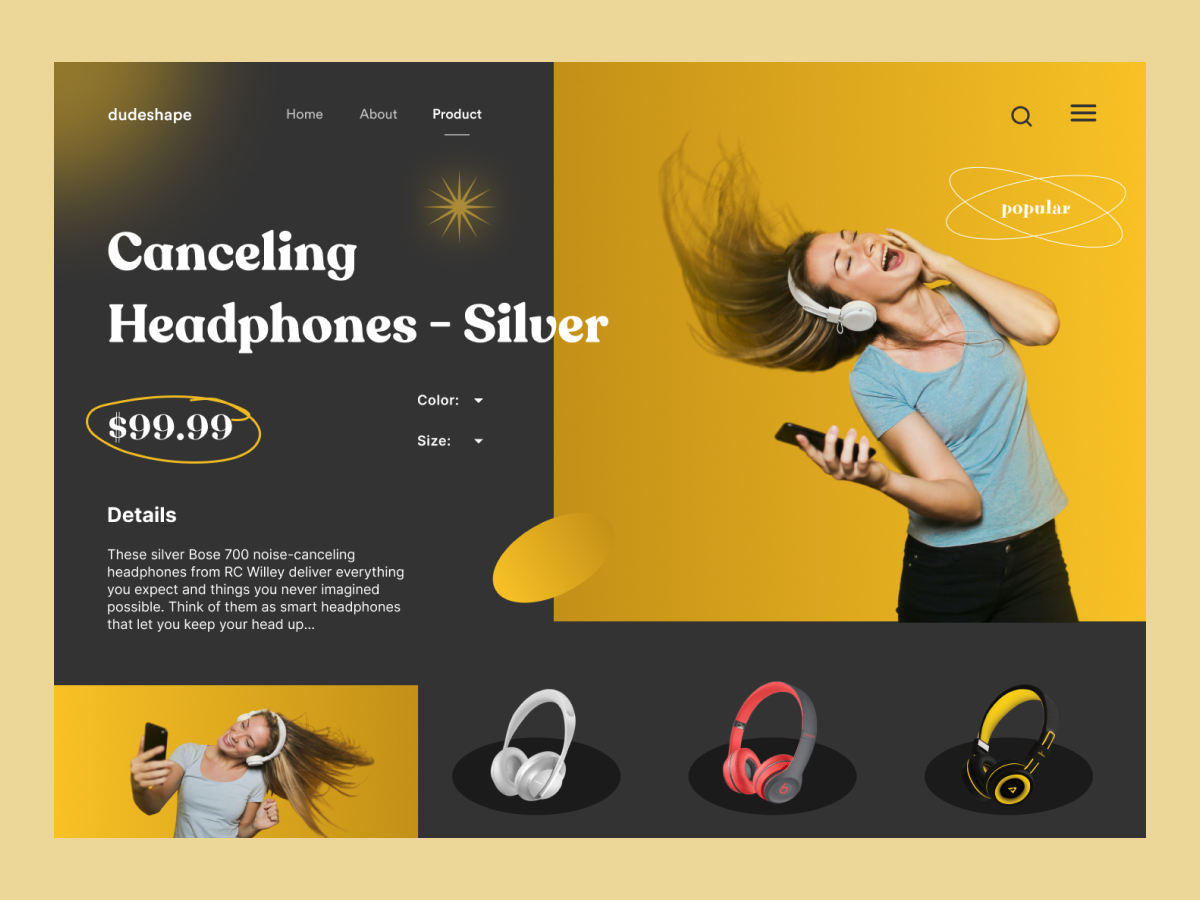 dudeshape
Home
About
Product
popular
Canceling
Headphones – Silver
$99.99
Color:
Size:
Details
These silver Bose 700 noise-canceling
headphones from RC Willey deliver everything
you expect and things you never imagined
possible. Think of them as smart headphones
that let you keep your head up...